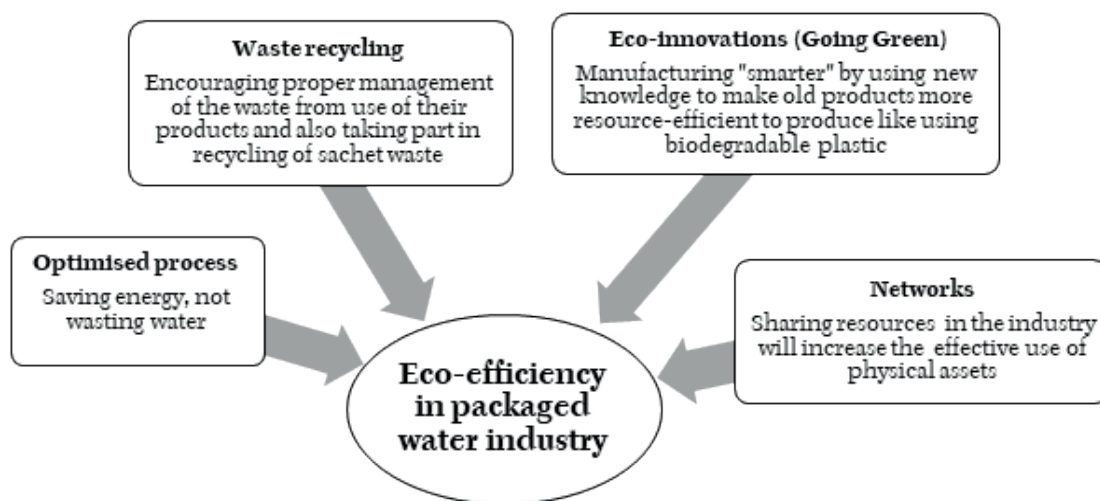 Waste recycling
Encouraging proper management
of the waste from use of their
products and also taking part in
recycling of sachet waste
Eco-innovations (Going Green)
Manufacturing "smarter" by using new
knowledge to make old products more
resource-efficient to produce like using
biodegradable plastic
Optimised process
Saving energy, not
wasting water
Networks
Sharing resources in the industry
will increase the effective use of
physical assets
Eco-efficiency
in packaged
water industry